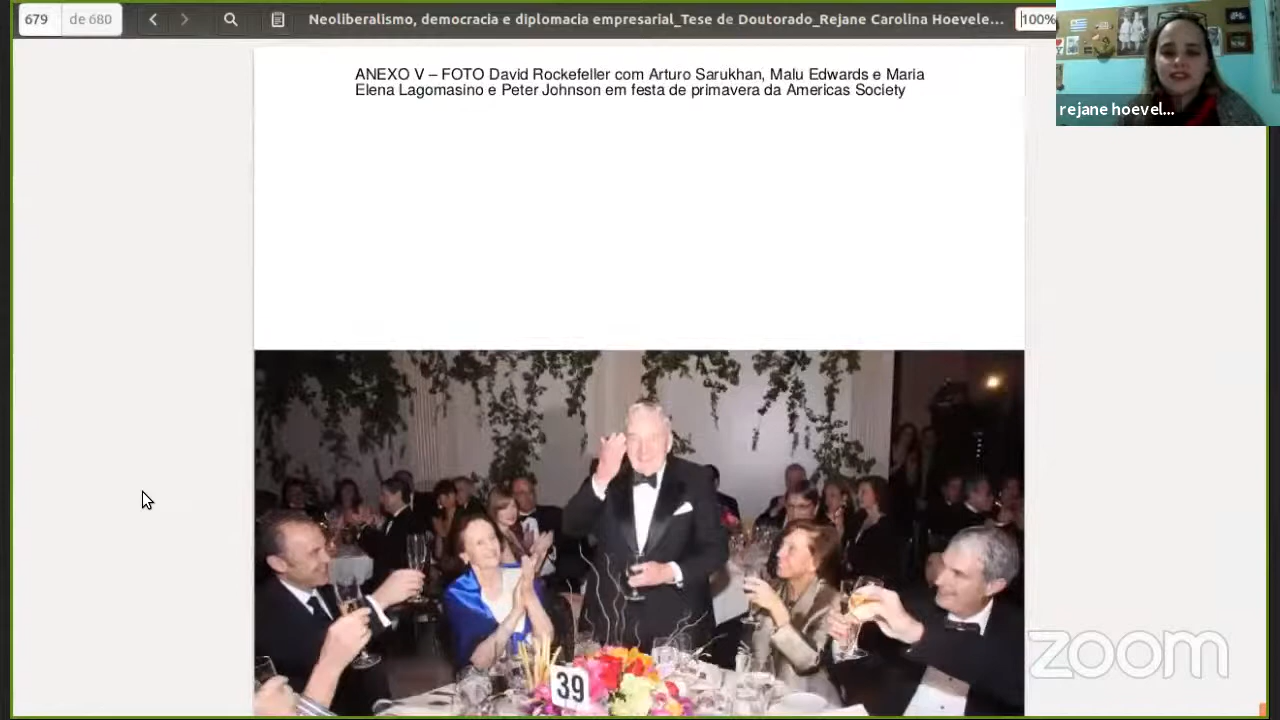 679
de 680
Neoliberalismo, democracia e diplomacia empresarial_Tese de Doutorado_Rejane Carolina Hoevele...
100%
rejane hoevel...
ANEXO V – FOTO David Rockefeller com Arturo Sarukhan, Malu Edwards e Maria
Elena Lagomasino e Peter Johnson em festa de primavera da Americas Society
39
zoom